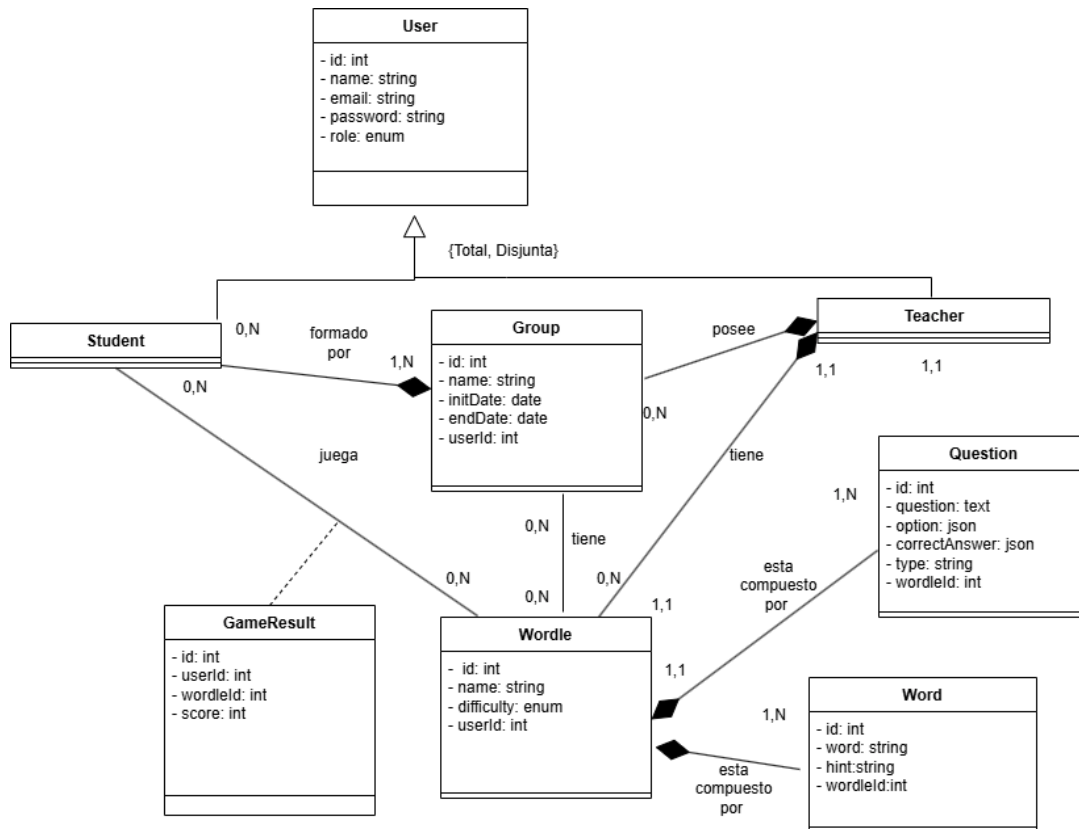 User
- id: int
- name: string
- email: string
- password: string
- role: enum
{Total, Disjunta}
Student
0,N
formado
por
1,N
Group
- id: int
- name: string
- initDate: date
- endDate: date
- userId: int
posee
0,N
Teacher
1,1
1,1
0,N
juega
tiene
0,N
tiene
0,N
0,N
0,N
Question
- id: int
- question: text
- option: json
- correctAnswer: json
- type: string
- wordleId: int
1,N
esta
compuesto
por
1,1
1,1
GameResult
- id: int
- userId: int
- wordleId: int
- score: int
Wordle
- id: int
- name: string
- difficulty: enum
- userId: int
1,N
esta
compuesto
por
Word
- id: int
- word: string
- hint:string
- wordleId:int